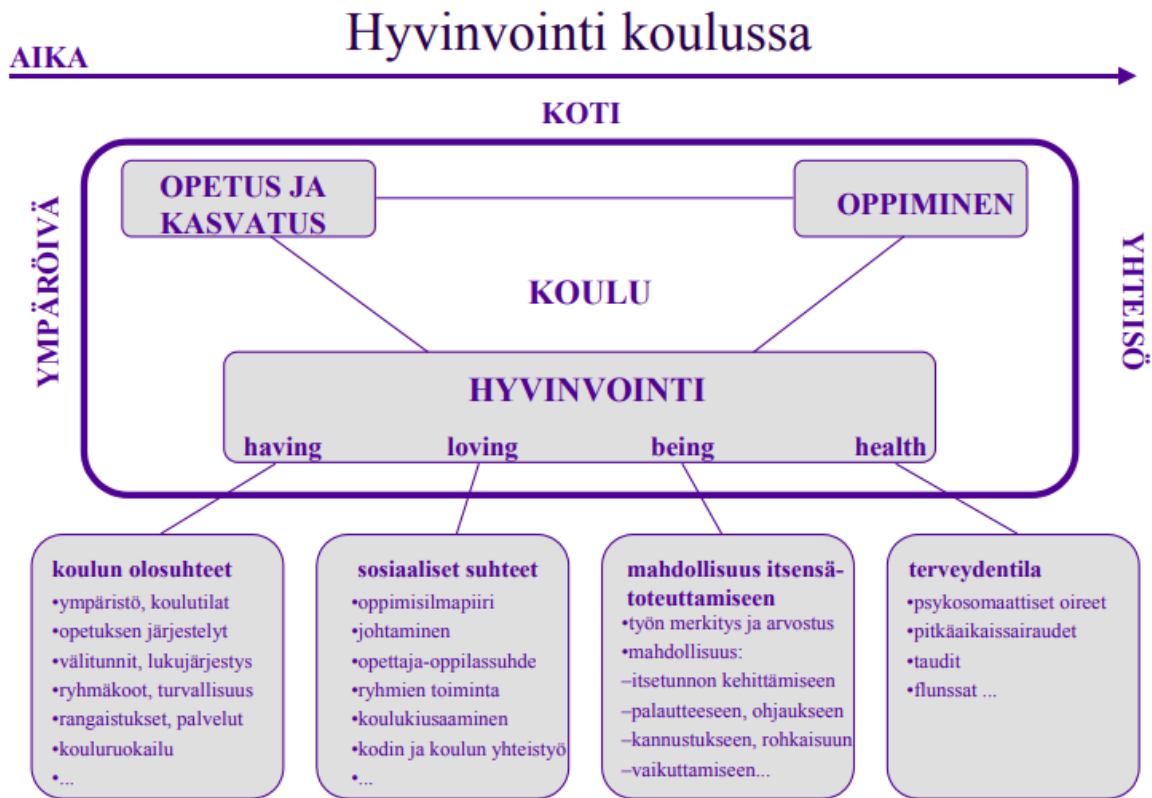 Hyvinvointi koulussa
AIKA
KOTI
YMPÄRÖIVÄ
YHTEISÖ
OPETUS JA
KASVATUS
OPPIMINEN
KOULU
HYVINVOINTI
having loving being health
koulun olosuhteet
•ympäristö, koulutilat
•opetuksen järjestelyt
•välitunnit, lukujärjestys
•ryhmäkoot, turvallisuus
•rangaistukset, palvelut
•kouluruokailu
•...
sosiaaliset suhteet
•oppimisilmapiiri
•johtaminen
•opettaja-oppilassuhde
•ryhmien toiminta
•koulukiusaaminen
•kodin ja koulun yhteistyö
•...
mahdollisuus itsensä-
toteuttamiseen
•työn merkitys ja arvostus
•mahdollisuus:
–itsetunnon kehittämiseen
–palautteeseen, ohjaukseen
–kannustukseen, rohkaisuun
–vaikuttamiseen...
terveydentila
•psykosomaattiset oireet
•pitkäaikaissairaudet
•taudit
•flunssat ...